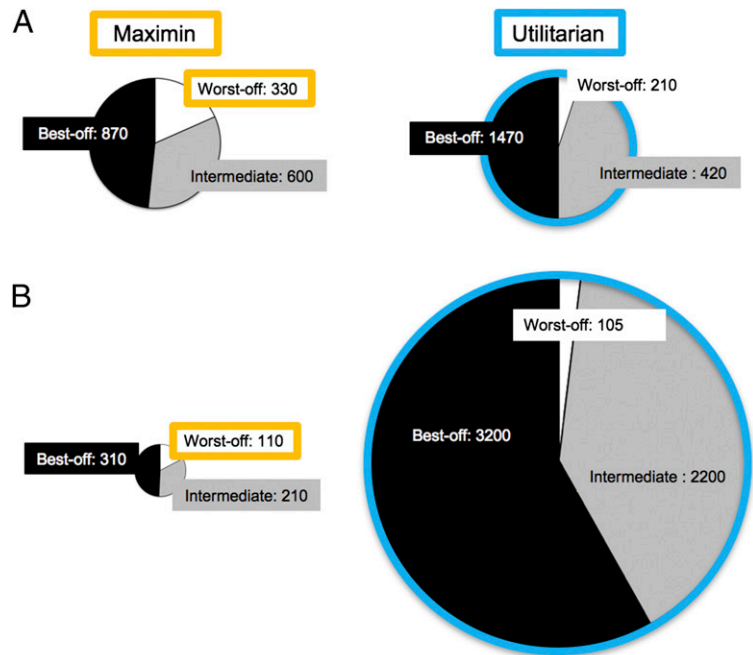 A
Maximin
Utilitarian
Worst-off: 330
Best-off: 870
Intermediate: 600
Worst-off: 210
Best-off: 1470
Intermediate : 420
B
Worst-off: 110
Best-off: 310
Intermediate: 210
Worst-off: 105
Best-off: 3200
Intermediate : 2200